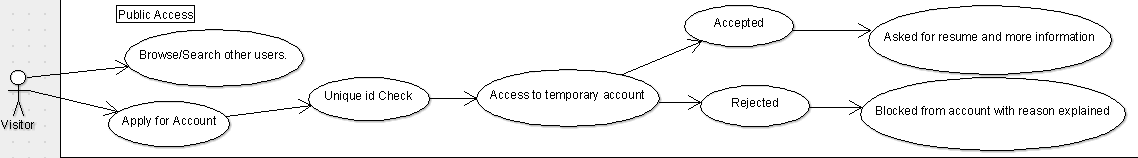 Public Access
Browse/Search other users.
Visitor
Apply for Account
Unique id Check
Access to temporary account
Accepted
Asked for resume and more information
Rejected
Blocked from account with reason explained